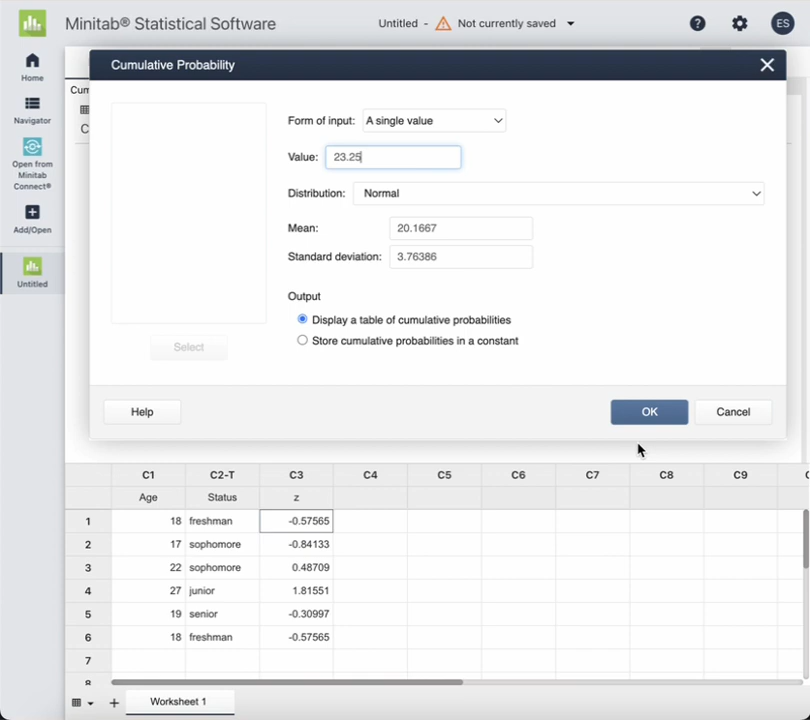 Minitab® Statistical Software
Untitled - Not currently saved
? ES
Home
Navigator
Open from
Minitab
Connect®
Add/Open
Untitled
Cum
C
Cumulative Probability
Form of input: A single value
Value: 23.25
Distribution: Normal
Mean: 20.1667
Standard deviation: 3.76386
Output
Display a table of cumulative probabilities
Store cumulative probabilities in a constant
Select
Help OK Cancel
C1 C2-T C3 C4 C5 C6 C7 C8 C9
Age Status z
1 18 freshman -0.57565
2 17 sophomore -0.84133
3 22 sophomore 0.48709
4 27 junior 1.81551
5 19 senior -0.30997
6 18 freshman -0.57565
7
8
+ Worksheet 1